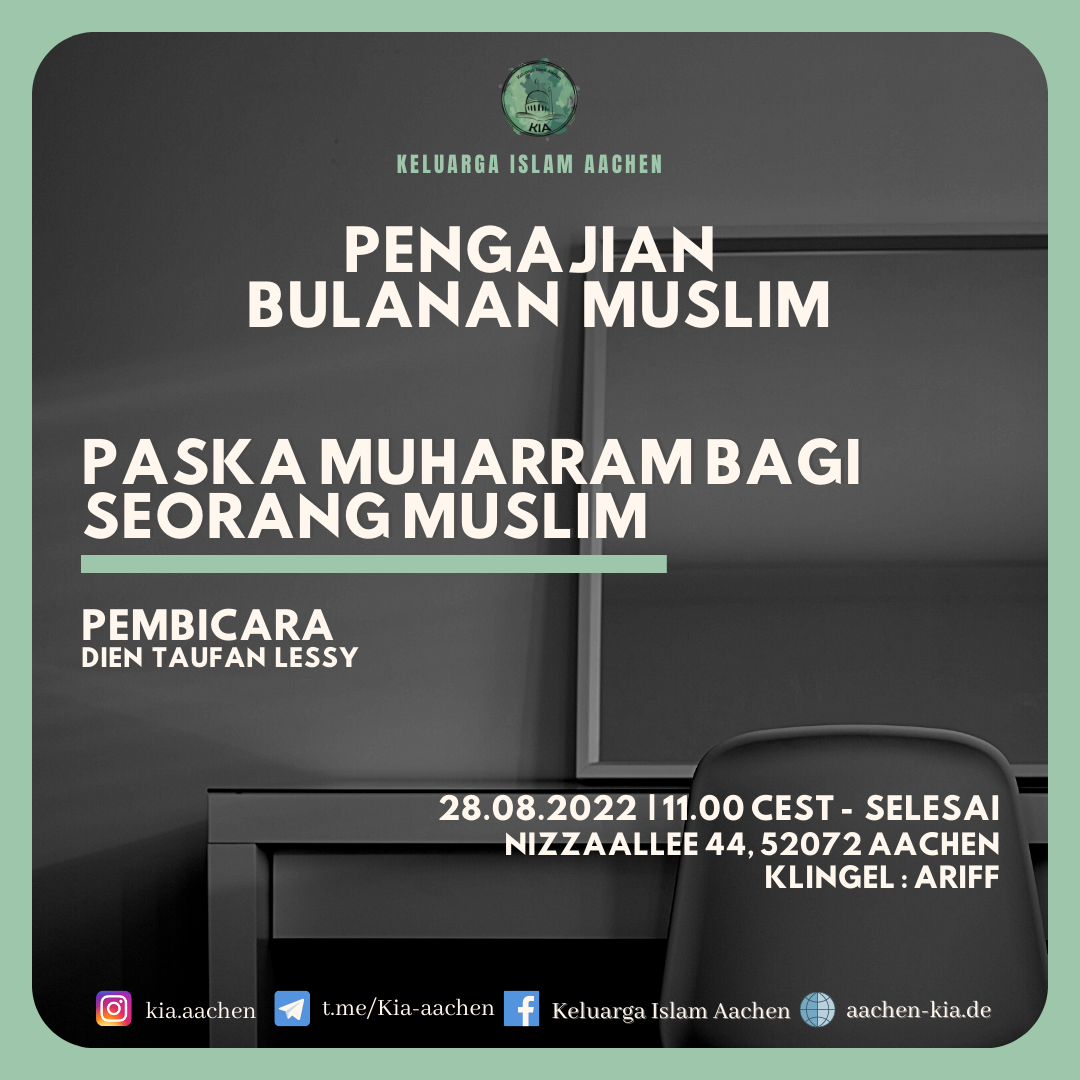 KIA
KELUARGA ISLAM AACHEN
PENGAJIAN
BULANAN MUSLIM
PASKA MUHARRAM BAGI
SEORANG MUSLIM
PEMBICARA
DIEN TAUFAN LESSY
28.08.2022 | 11.00 CEST - SELESAI
NIZZAALLEE 44, 52072 AACHEN
KLINGEL : ARIFF
kia.aachen t.me/Kia-aachen Keluarga Islam Aachen aachen-kia.de